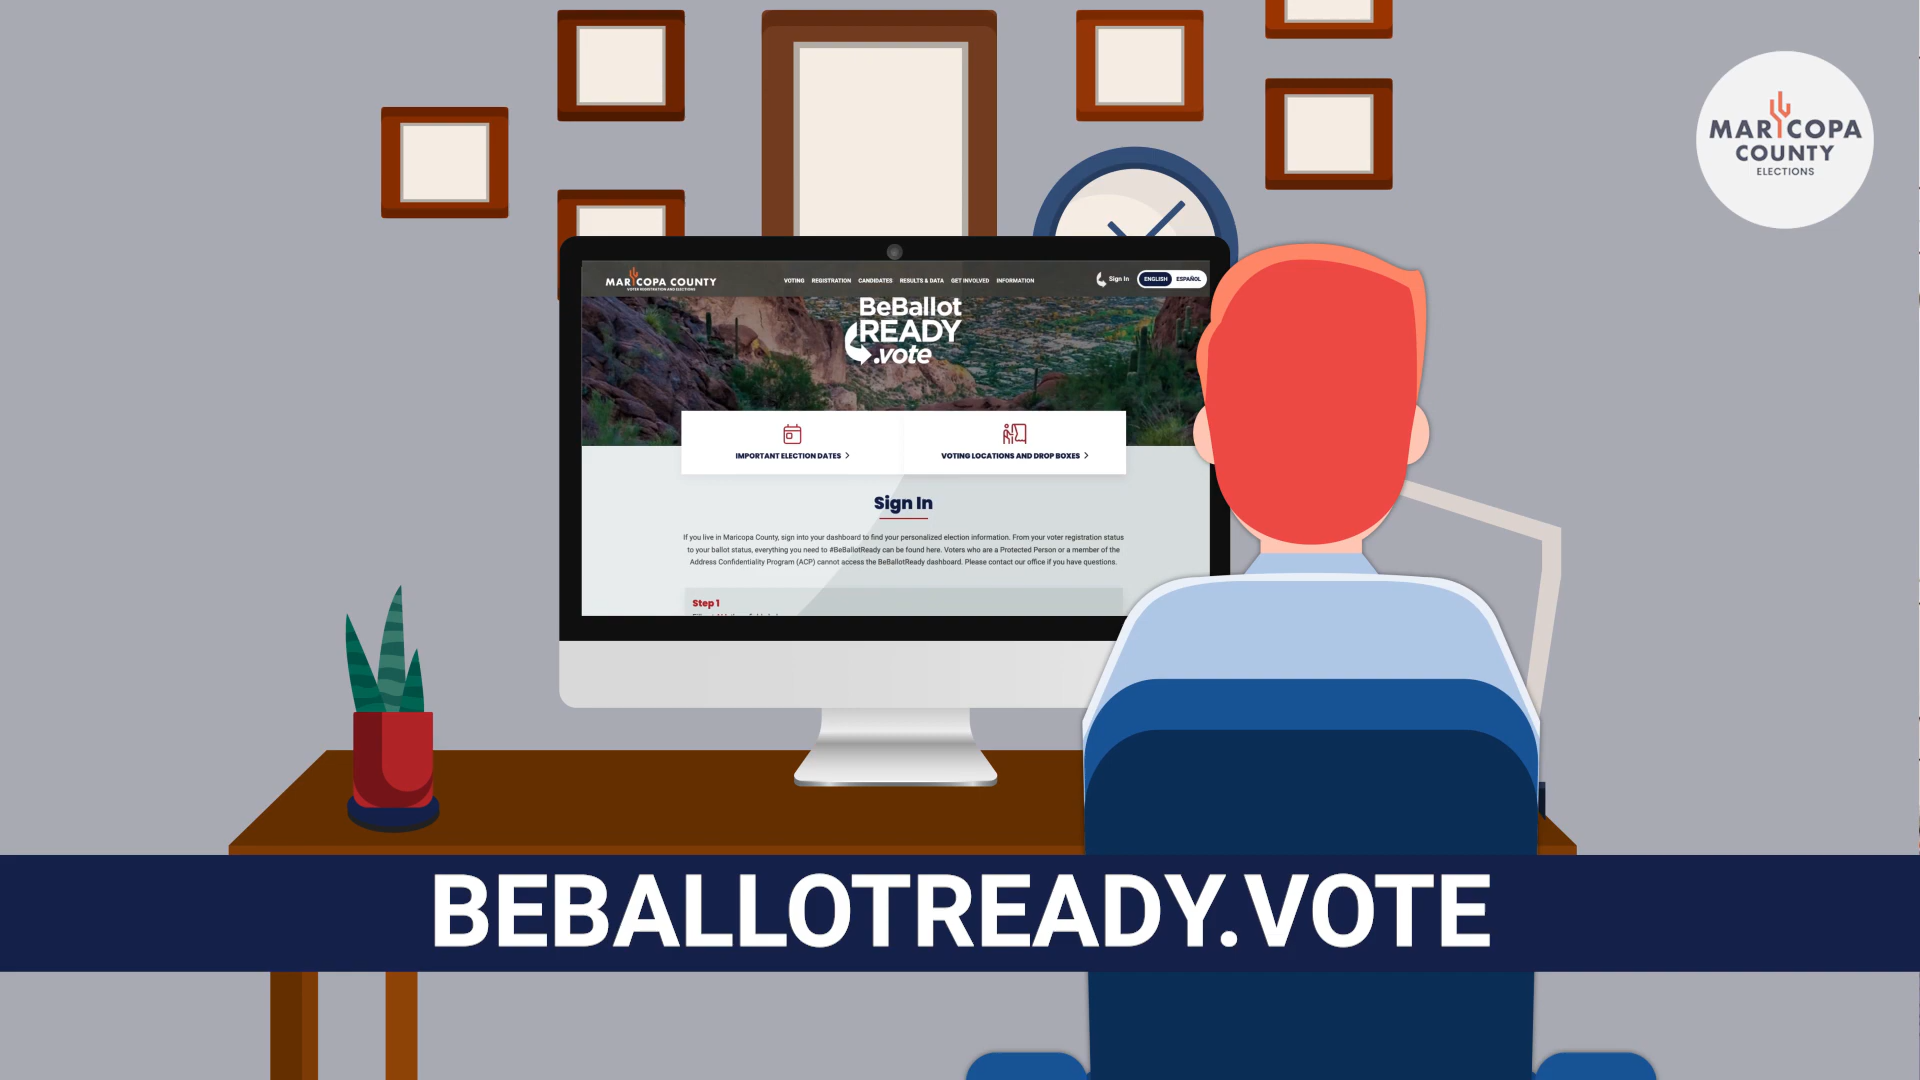 MARICOPA
COUNTY
ELECTIONS
MARICOPA COUNTY
VOTER REGISTRATION AND ELECTIONS
VOTING REGISTRATION CANDIDATES RESULTS & DATA GET INVOLVED INFORMATION
Sign In
ENGLISH ESPAÑOL
BeBallot
READY
.vote
IMPORTANT ELECTION DATES >
VOTING LOCATIONS AND DROP BOXES >
Sign In
If you live in Maricopa County, sign into your dashboard to find your personalized election information. From your voter registration status
to your ballot status, everything you need to #BeBallotReady can be found here. Voters who are a Protected Person or a member of the
Address Confidentiality Program (ACP) cannot access the BeBallotReady dashboard. Please contact our office if you have questions.
Step 1
BEBALLOTREADY.VOTE